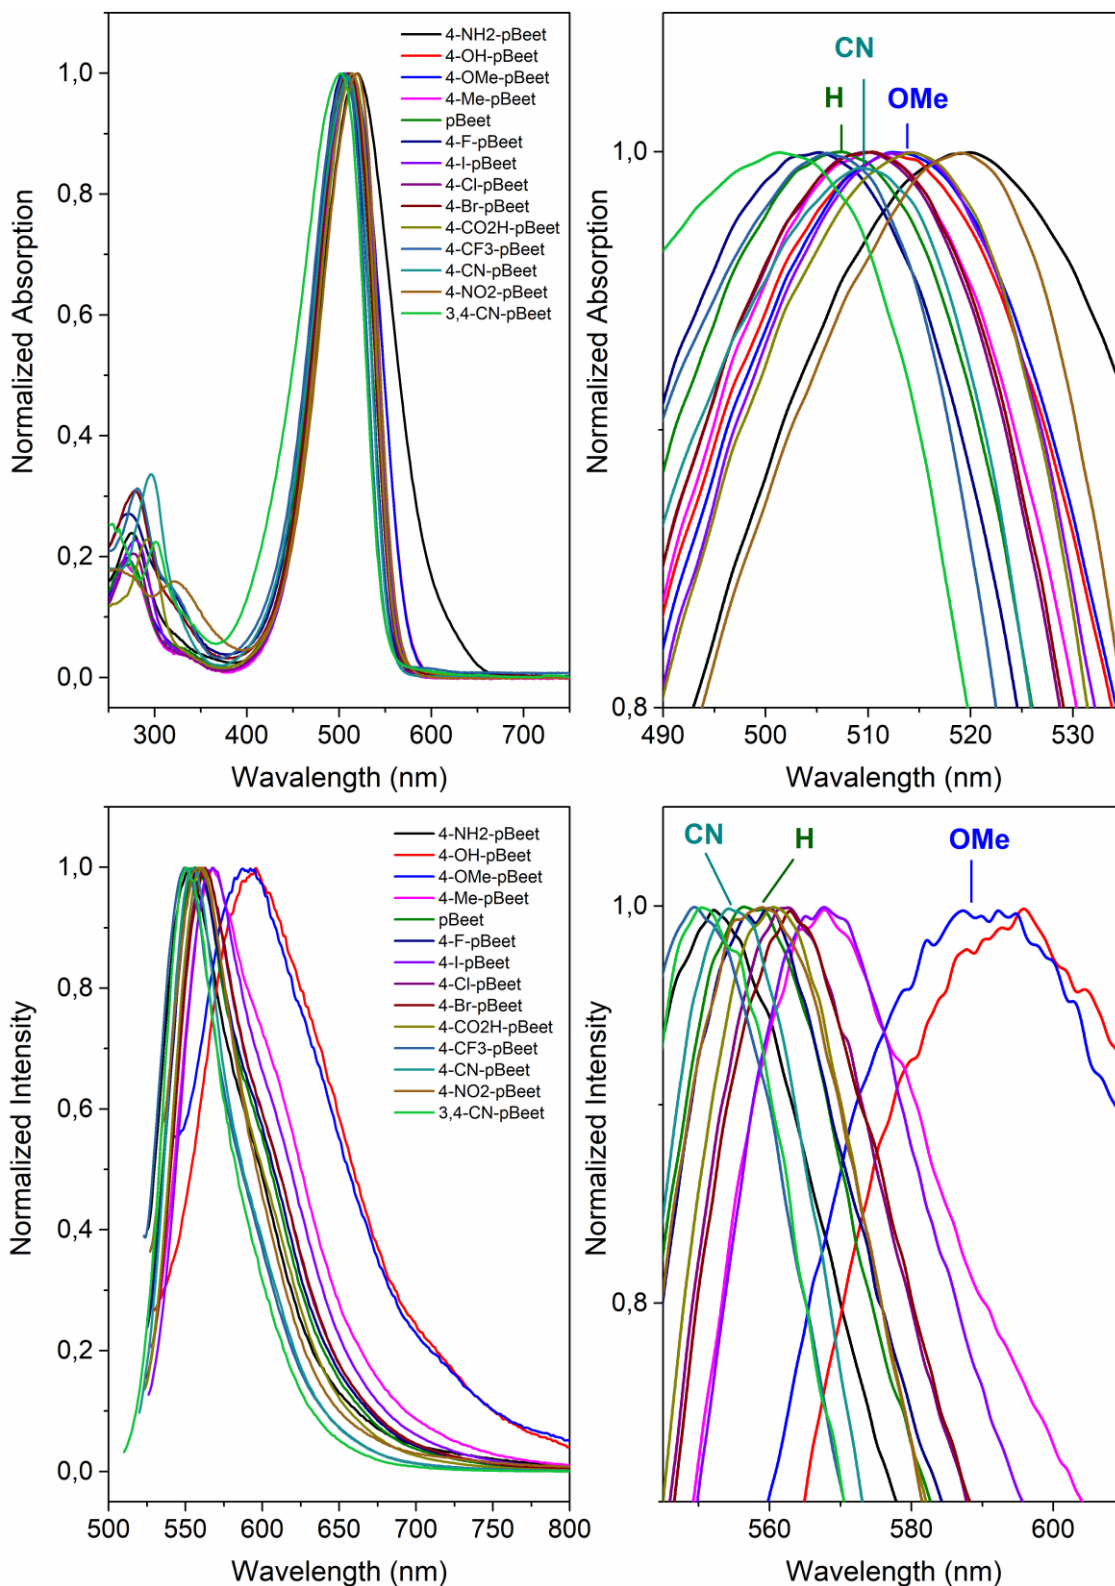 4-NH2-pBeet
4-OH-pBeet
4-OMe-pBeet
4-Me-pBeet
pBeet
4-F-pBeet
4-I-pBeet
4-Cl-pBeet
4-Br-pBeet
4-CO2H-pBeet
4-CF3-pBeet
4-CN-pBeet
4-NO2-pBeet
3,4-CN-pBeet
1,0
0,8
0,6
0,4
0,2
0,0
Normalized Absorption
300 400 500 600 700
Wavalength (nm)
CN
H OMe
1,0
0,8
Normalized Absorption
490 500 510 520 530
Wavalength (nm)
4-NH2-pBeet
4-OH-pBeet
4-OMe-pBeet
4-Me-pBeet
pBeet
4-F-pBeet
4-I-pBeet
4-Cl-pBeet
4-Br-pBeet
4-CO2H-pBeet
4-CF3-pBeet
4-CN-pBeet
4-NO2-pBeet
3,4-CN-pBeet
1,0
0,8
0,6
0,4
0,2
0,0
Normalized Intensity
500 550 600 650 700 750 800
Wavalength (nm)
CN H OMe
1,0
0,8
Normalized Intensity
560 580 600
Wavalength (nm)